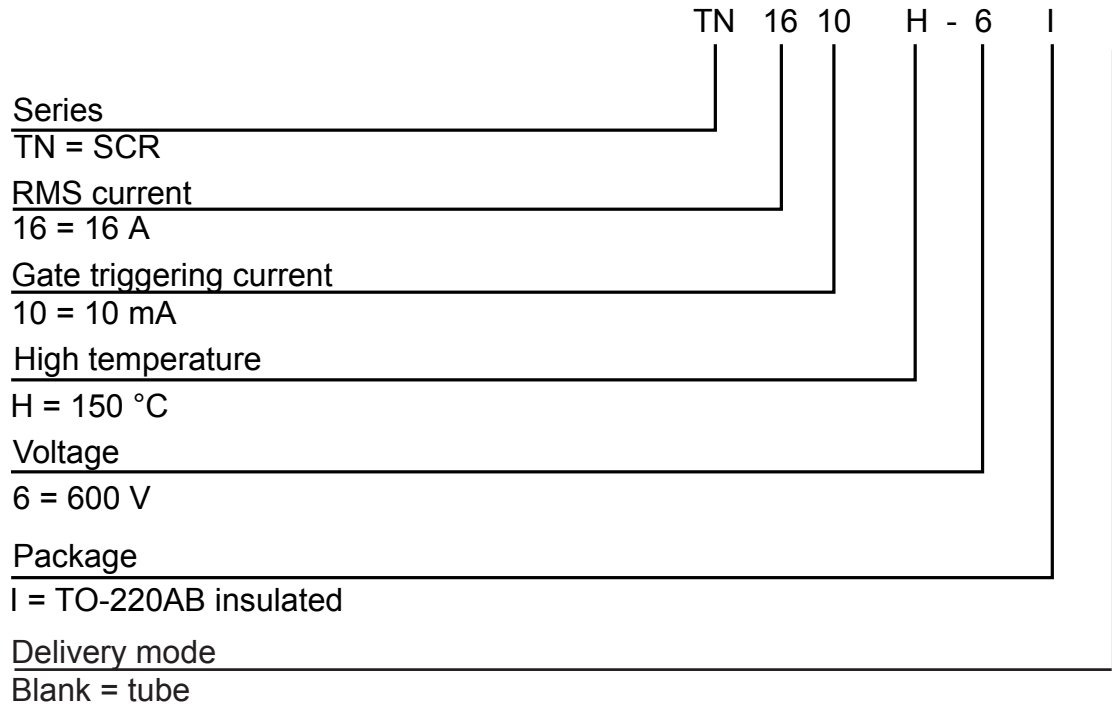 TN 16 10 H - 6 I
Series
TN = SCR
RMS current
16 = 16 A
Gate triggering current
10 = 10 mA
High temperature
H = 150 °C
Voltage
6 = 600 V
Package
I = TO-220AB insulated
Delivery mode
Blank = tube